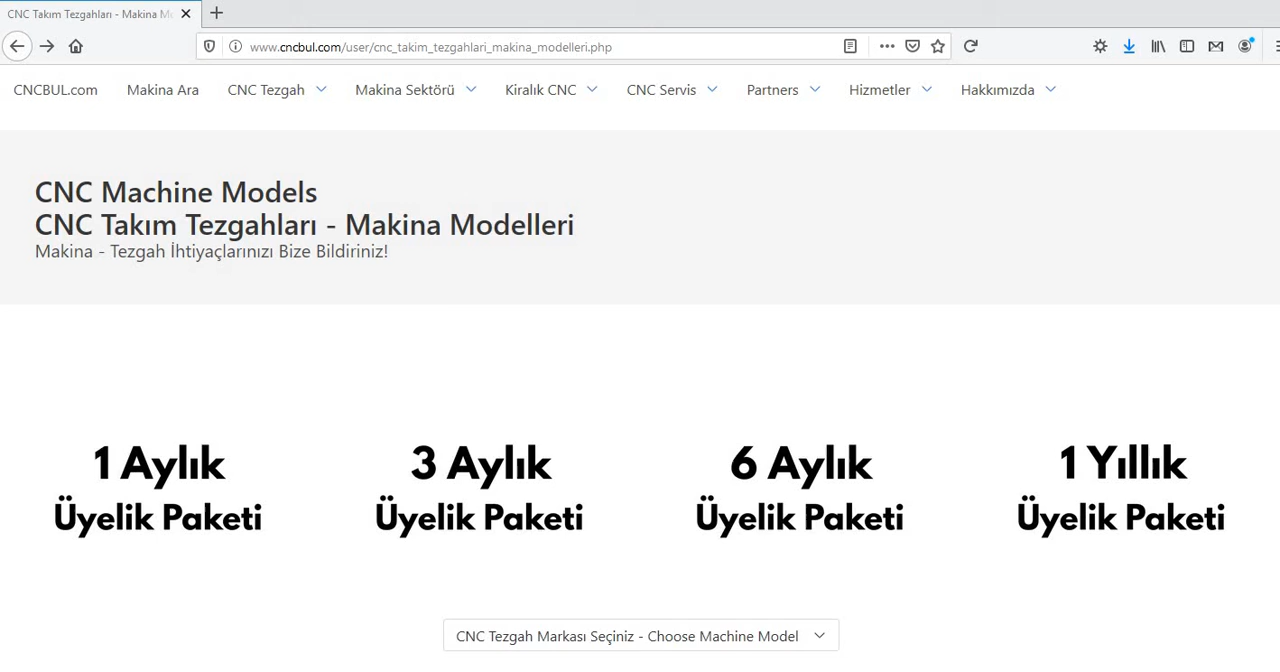 CNC Takım Tezgahları - Makina M
www.cncbul.com/user/cnc_takim_tezgahlari_makina_modelleri.php
CNCBUL.com Makina Ara CNC Tezgah Makina Sektörü Kiralık CNC CNC Servis Partners Hizmetler Hakkımızda
CNC Machine Models
CNC Takım Tezgahları - Makina Modelleri
Makina - Tezgah İhtiyaçlarınızı Bize Bildiriniz!
1 Aylık 3 Aylık 6 Aylık 1 Yıllık
Üyelik Paketi Üyelik Paketi Üyelik Paketi Üyelik Paketi
CNC Tezgah Markası Seçiniz - Choose Machine Model